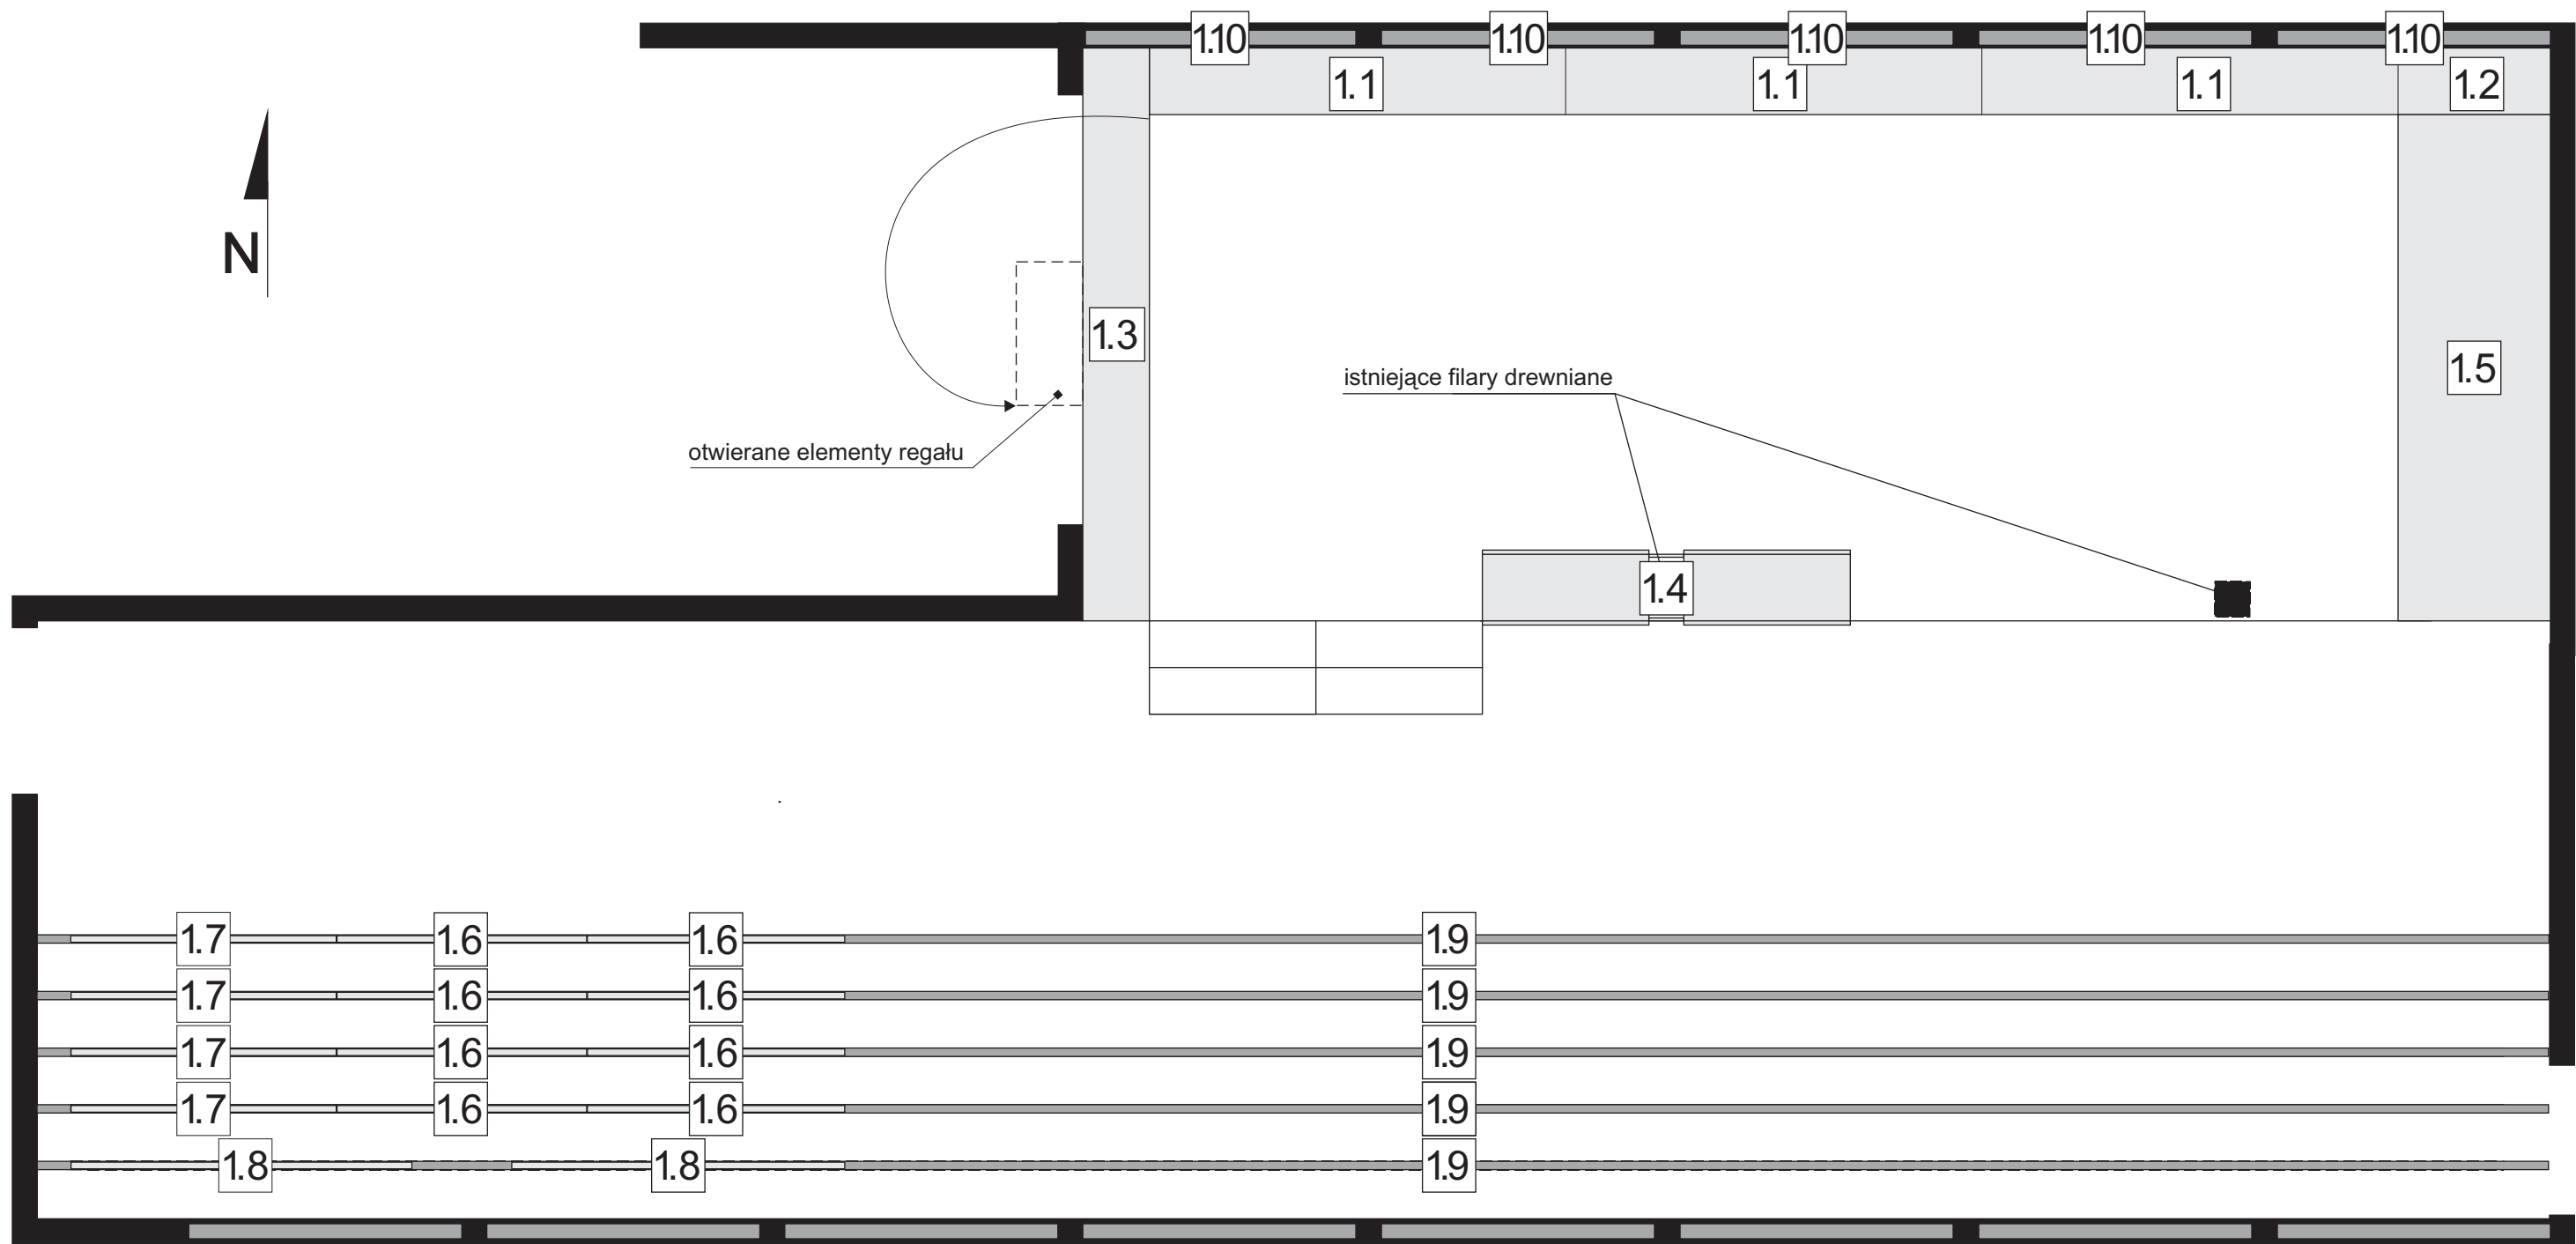 1.10 1.10 1.10 1.10 1.10
1.1 1.1 1.1 1.2
N
1.3
istniejące filary drewniane
1.5
otwierane elementy regału
1.4
1.7 1.6 1.6 1.9
1.7 1.6 1.6 1.9
1.7 1.6 1.6 1.9
1.7 1.6 1.6 1.9
1.8 1.8 1.9